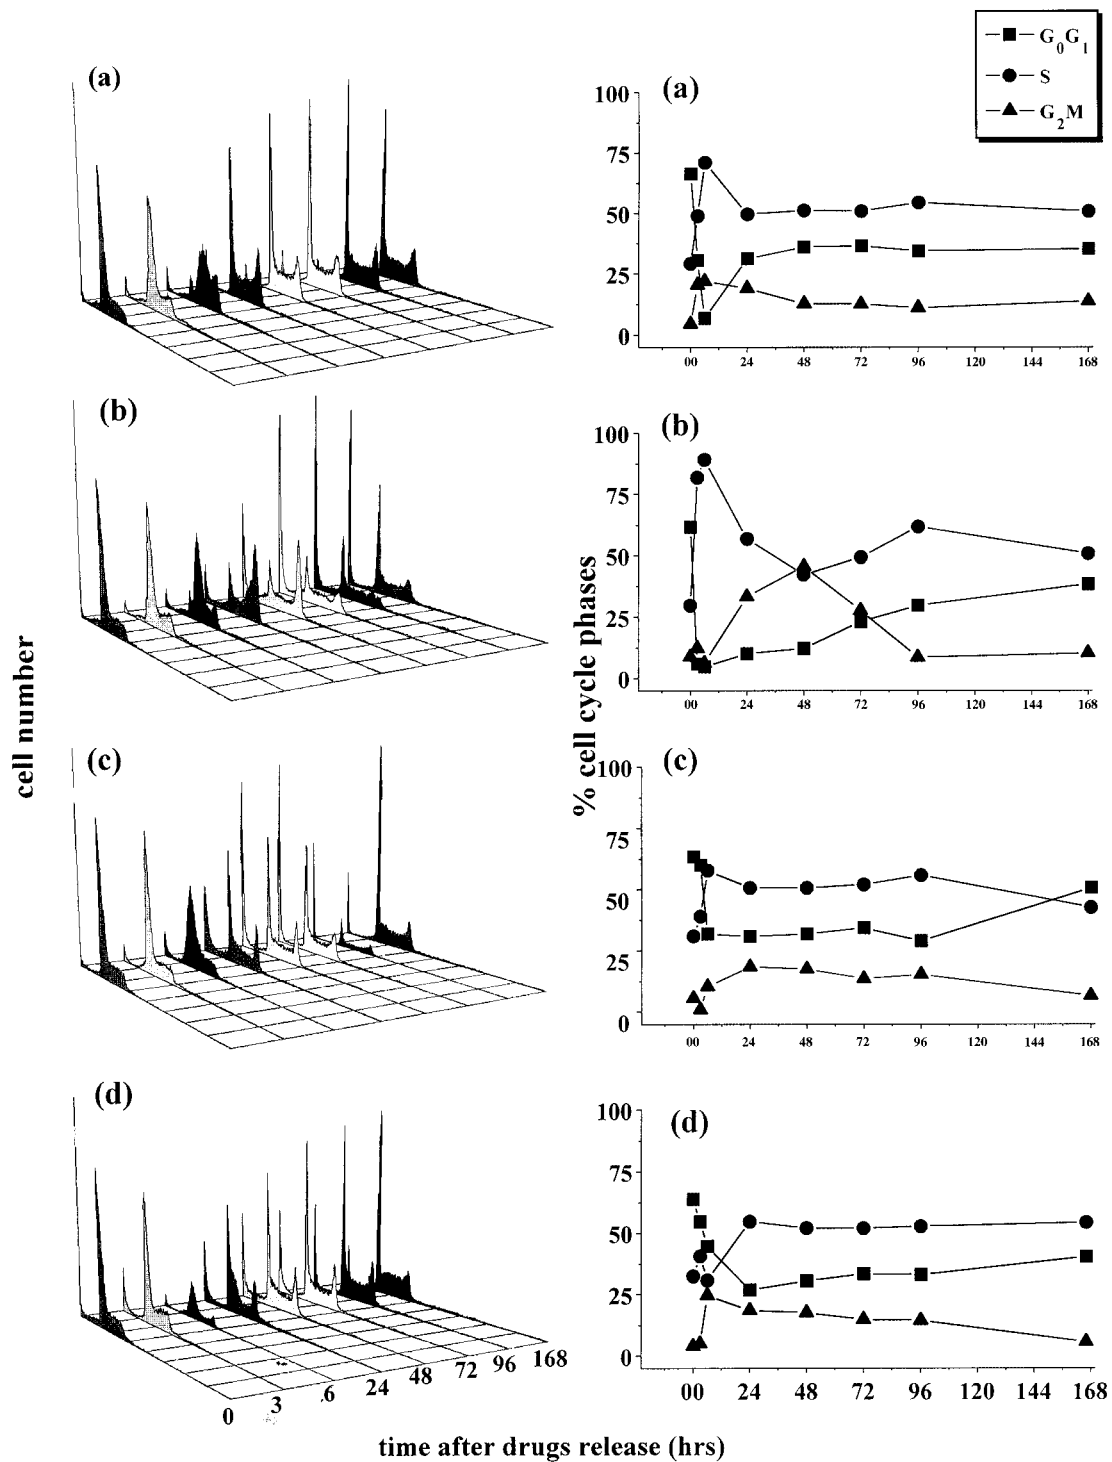 G0G1
S
G2M
(a)
(a)
100
75
50
25
0
00 24 48 72 96 120 144 168
(b)
(b)
100
75
50
25
0
00 24 48 72 96 120 144 168
cell number
% cell cycle phases
(c)
(c)
100
75
50
25
0
00 24 48 72 96 120 144 168
(d)
(d)
100
75
50
25
0
00 24 48 72 96 120 144 168
0 3 6 24 48 72 96 168
time after drugs release (hrs)